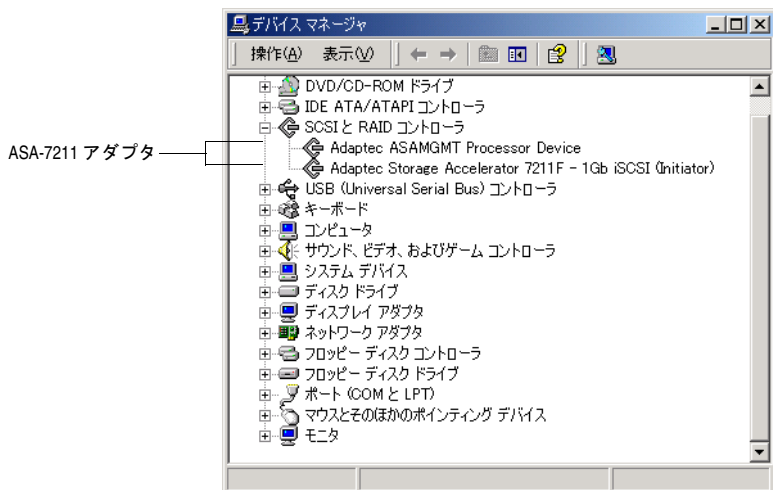 デバイス マネージャ
操作(A) 表示(V)
DVD/CD-ROM ドライブ
IDE ATA/ATAPI コントローラ
SCSI と RAID コントローラ
ASA-7211 アダプタ
Adaptec ASAMGMT Processor Device
Adaptec Storage Accelerator 7211F - 1Gb iSCSI (Initiator)
USB (Universal Serial Bus) コントローラ
キーボード
コンピュータ
サウンド、ビデオ、およびゲーム コントローラ
システム デバイス
ディスク ドライブ
ディスプレイ アダプタ
ネットワーク アダプタ
フロッピー ディスク コントローラ
フロッピー ディスク ドライブ
ポート (COM と LPT)
マウスとそのほかのポインティング デバイス
モニタ